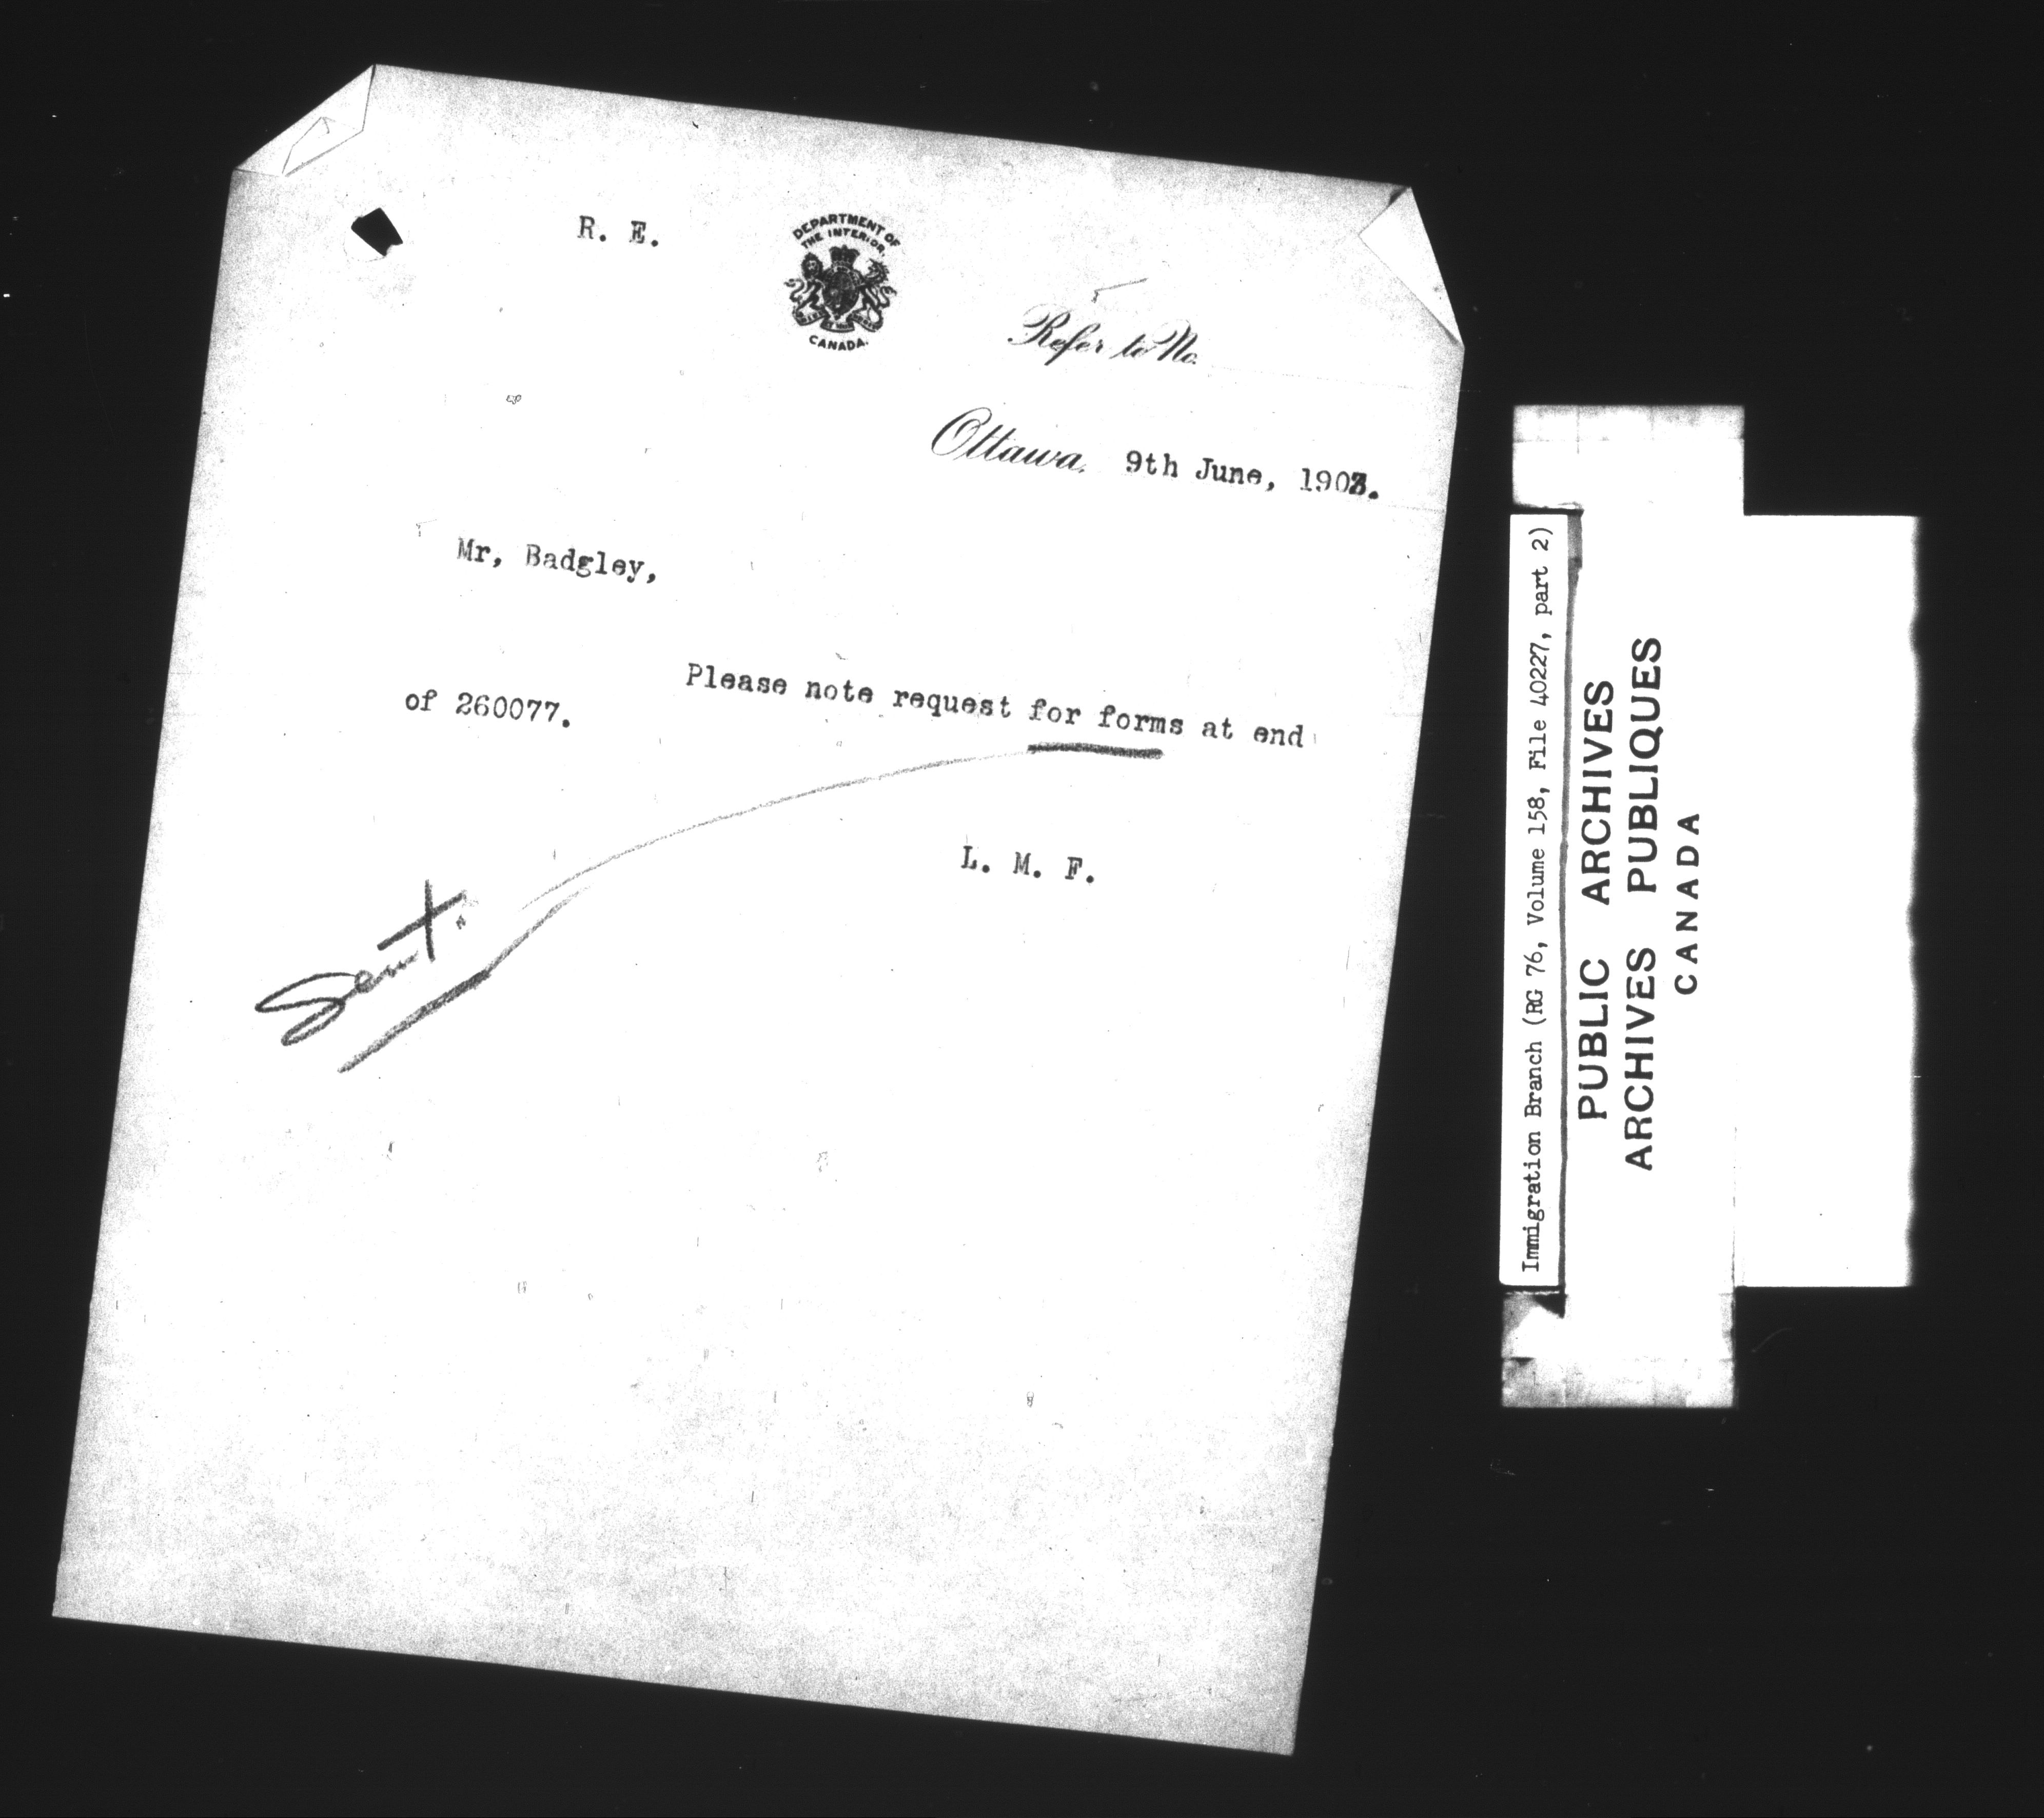 R. E.
DEPARTMENT OF
THE INTERIOR.
CANADA.
Refer to No.
Ottawa, 9th June, 1903.
Mr, Badgley,
Please note request for forms at end
of 260077.
L. M. F.
Sent.
Immigration Branch (RG 76, Volume 158, File 40227, part 2)
PUBLIC ARCHIVES
ARCHIVES PUBLIQUES
CANADA